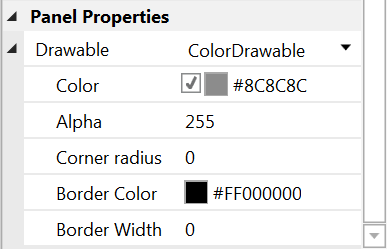 Panel Properties
Drawable ColorDrawable
Color #8C8C8C
Alpha 255
Corner radius 0
Border Color #FF000000
Border Width 0